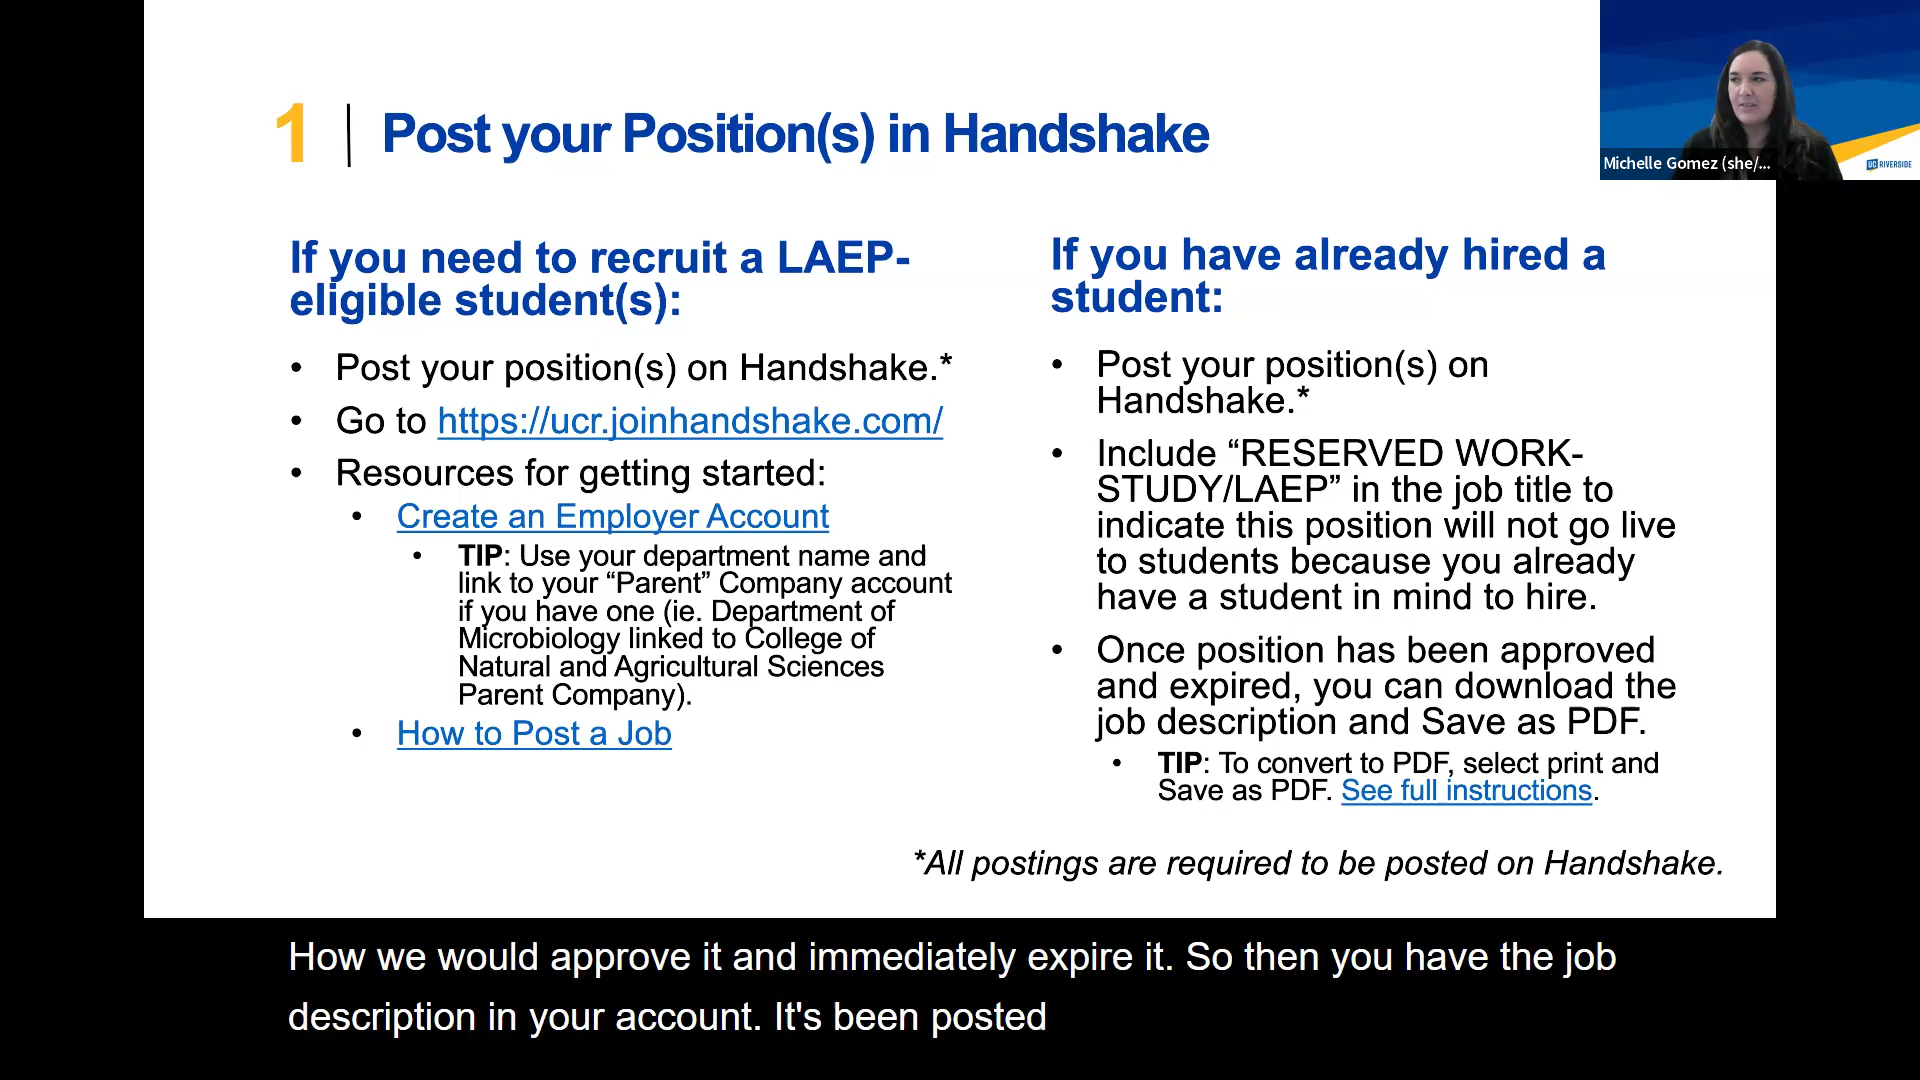 1 Post your Position(s) in Handshake
If you need to recruit a LAEP-
eligible student(s):
• Post your position(s) on Handshake.*
• Go to https://ucr.joinhandshake.com/
• Resources for getting started:
• Create an Employer Account
• TIP: Use your department name and
link to your “Parent” Company account
if you have one (ie. Department of
Microbiology linked to College of
Natural and Agricultural Sciences
Parent Company).
• How to Post a Job
If you have already hired a
student:
• Post your position(s) on
Handshake.*
• Include “RESERVED WORK-
STUDY/LAEP” in the job title to
indicate this position will not go live
to students because you already
have a student in mind to hire.
• Once position has been approved
and expired, you can download the
job description and Save as PDF.
• TIP: To convert to PDF, select print and
Save as PDF. See full instructions.
*All postings are required to be posted on Handshake.
Michelle Gomez (she/...
UC RIVERSIDE
How we would approve it and immediately expire it. So then you have the job
description in your account. It's been posted